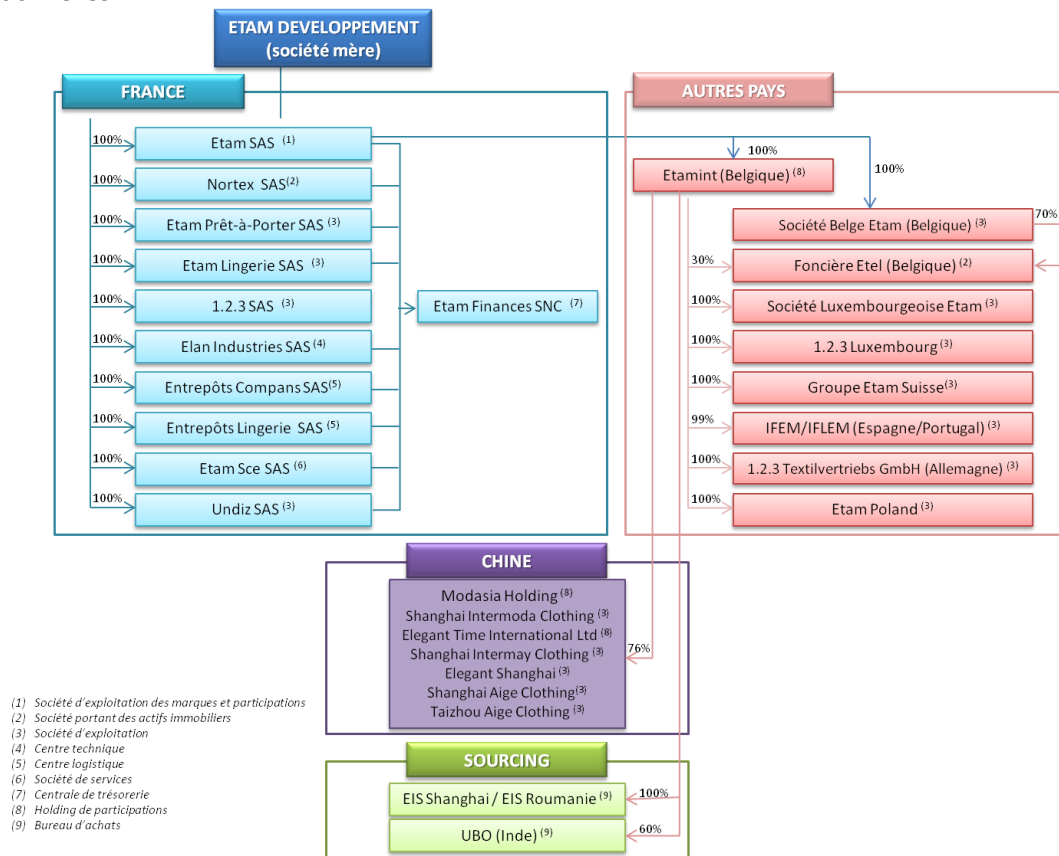 ETAM DEVELOPPEMENT
(société mère)
FRANCE
100% Etam SAS (1)
100% Nortex SAS(2)
100% Etam Prêt-à-Porter SAS (3)
100% Etam Lingerie SAS (3)
100% 1.2.3 SAS (3)
100% Elan Industries SAS(4)
100% Entrepôts Compans SAS(5)
100% Entrepôts Lingerie SAS (5)
100% Etam Sce SAS (6)
100% Undiz SAS (3)
Etam Finances SNC (7)
AUTRES PAYS
100%
Etamint (Belgique) (8)
100%
Société Belge Etam (Belgique) (3) 70%
30% Foncière Etel (Belgique) (2)
100% Société Luxembourgeoise Etam (3)
100% 1.2.3 Luxembourg (3)
100% Groupe Etam Suisse(3)
99% IFEM/IFLEM (Espagne/Portugal) (3)
100% 1.2.3 Textilvertriebs GmbH (Allemagne) (3)
100% Etam Poland (3)
CHINE
Modasia Holding (8)
Shanghai Intermoda Clothing (3)
Elegant Time International Ltd (8)
Shanghai Intermay Clothing (3)
Elegant Shanghai (3)
Shanghai Aige Clothing(3)
Taizhou Aige Clothing (3)
76%
SOURCING
EIS Shanghai / EIS Roumanie (9) 100%
UBO (Inde) (9) 60%
(1) Société d'exploitation des marques et participations
(2) Société portant des actifs immobiliers
(3) Société d'exploitation
(4) Centre technique
(5) Centre logistique
(6) Société de services
(7) Centrale de trésorerie
(8) Holding de participations
(9) Bureau d'achats